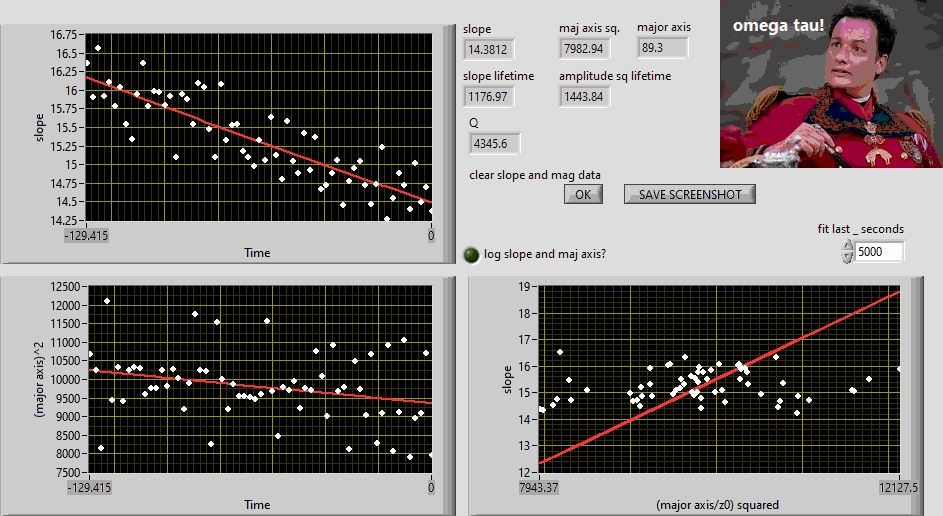 omega tau!
slope
maj axis sq.
major axis
14.3812
7982.94
89.3
slope lifetime
amplitude sq lifetime
1176.97
1443.84
Q
4345.6
clear slope and mag data
OK
SAVE SCREENSHOT
fit last _ seconds
5000
log slope and maj axis?
16.75
16.5
16.25
16
15.75
15.5
15.25
15
14.75
14.5
14.25
slope
-129.415
0
Time
12500
12000
11500
11000
10500
10000
9500
9000
8500
8000
7500
(major axis)^2
-129.415
0
Time
19
18
17
16
15
14
13
12
slope
7943.37
12127.5
(major axis/z0) squared